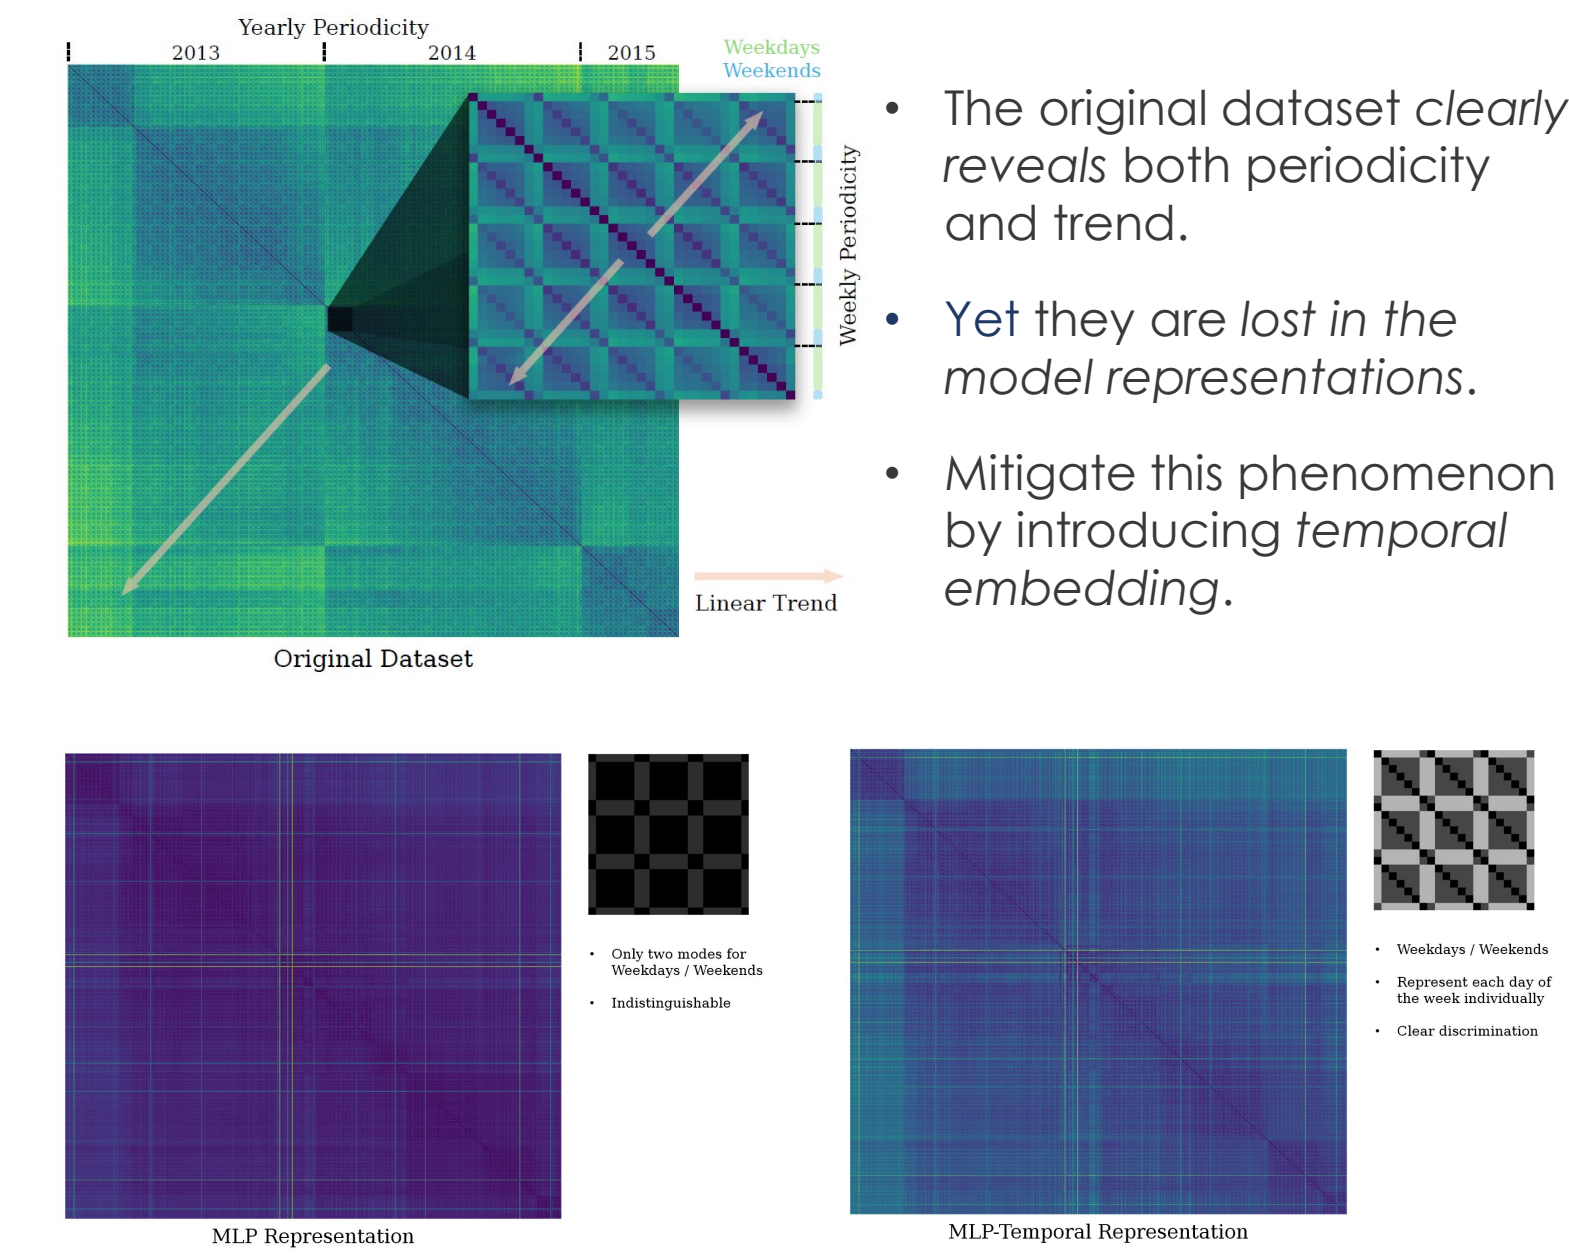 Yearly Periodicity
2013
2014
2015
Weekdays
Weekends
Weekly Periodicity
Linear Trend
Original Dataset
• The original dataset clearly
reveals both periodicity
and trend.
• Yet they are lost in the
model representations.
• Mitigate this phenomenon
by introducing temporal
embedding.
• Only two modes for
Weekdays / Weekends
• Indistinguishable
MLP Representation
• Weekdays / Weekends
• Represent each day of
the week individually
• Clear discrimination
MLP-Temporal Representation